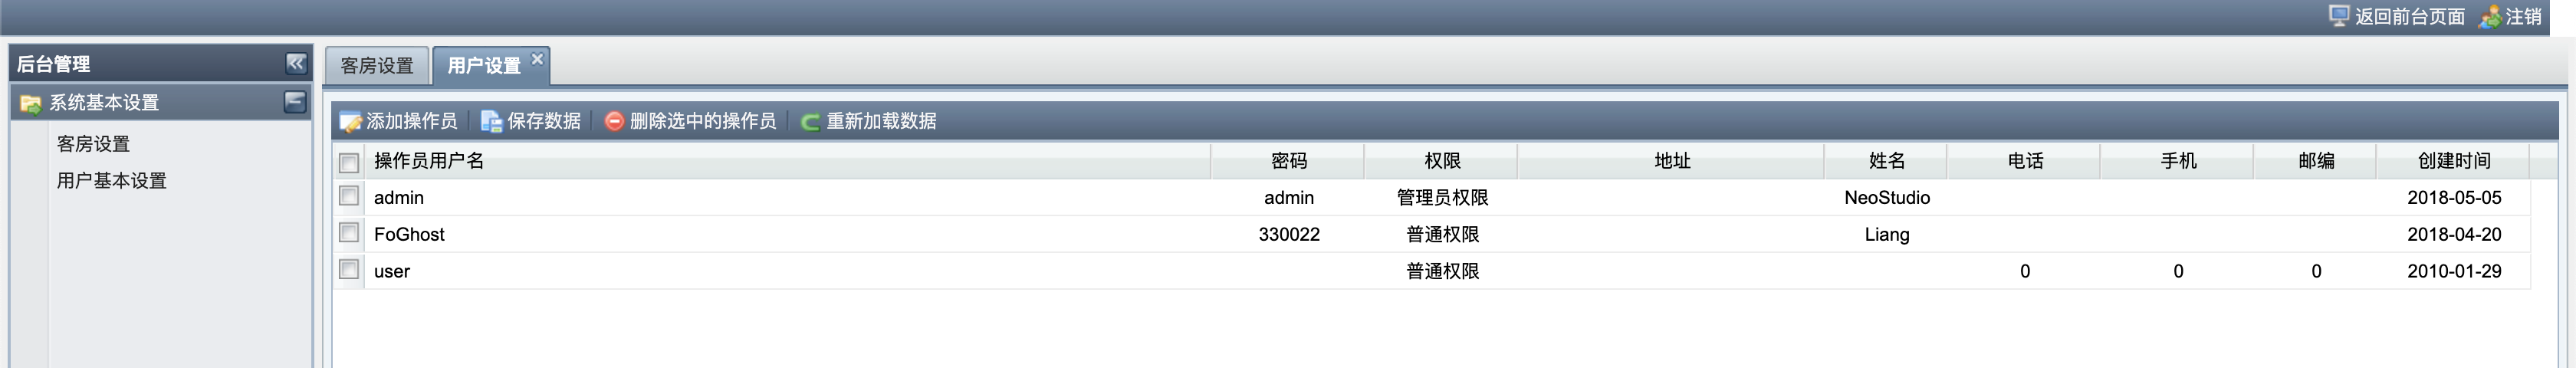 返回前台页面 注销
后台管理
系统基本设置
客房设置
用户基本设置
客房设置 用户设置
添加操作员 保存数据 删除选中的操作员 重新加载数据
操作员用户名 密码 权限 地址 姓名 电话 手机 邮编 创建时间
admin admin 管理员权限 NeoStudio 2018-05-05
FoGhost 330022 普通权限 Liang 2018-04-20
user 普通权限 0 0 0 2010-01-29